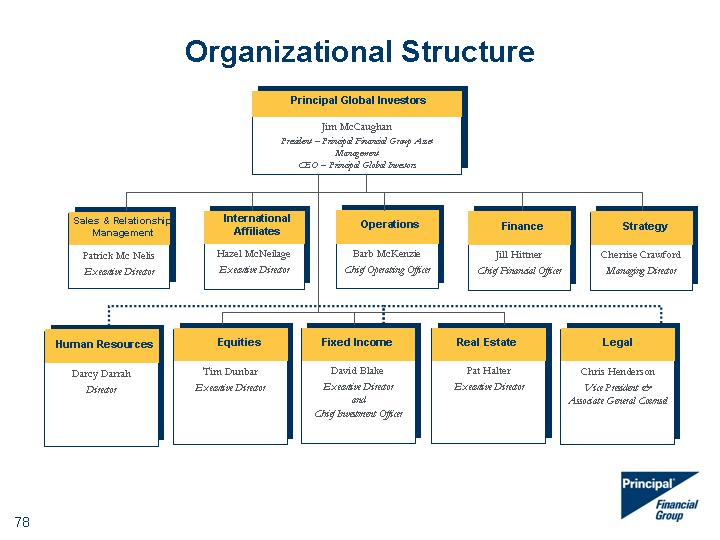 Organizational Structure
Principal Global Investors
Jim McCaughan
President – Principal Financial Group Asset
Management
CEO – Principal Global Investors
Sales & Relationship
Management
Patrick Mc Nelis
Executive Director
International
Affiliates
Hazel McNeilage
Executive Director
Operations
Barb McKenzie
Chief Operating Officer
Finance
Jill Hittner
Chief Financial Officer
Strategy
Cherrise Crawford
Managing Director
Human Resources
Darcy Darrah
Director
Equities
Tim Dunbar
Executive Director
Fixed Income
David Blake
Executive Director
and
Chief Investment Officer
Real Estate
Pat Halter
Executive Director
Legal
Chris Henderson
Vice President &
Associate General Counsel
Principal
Financial
Group
78